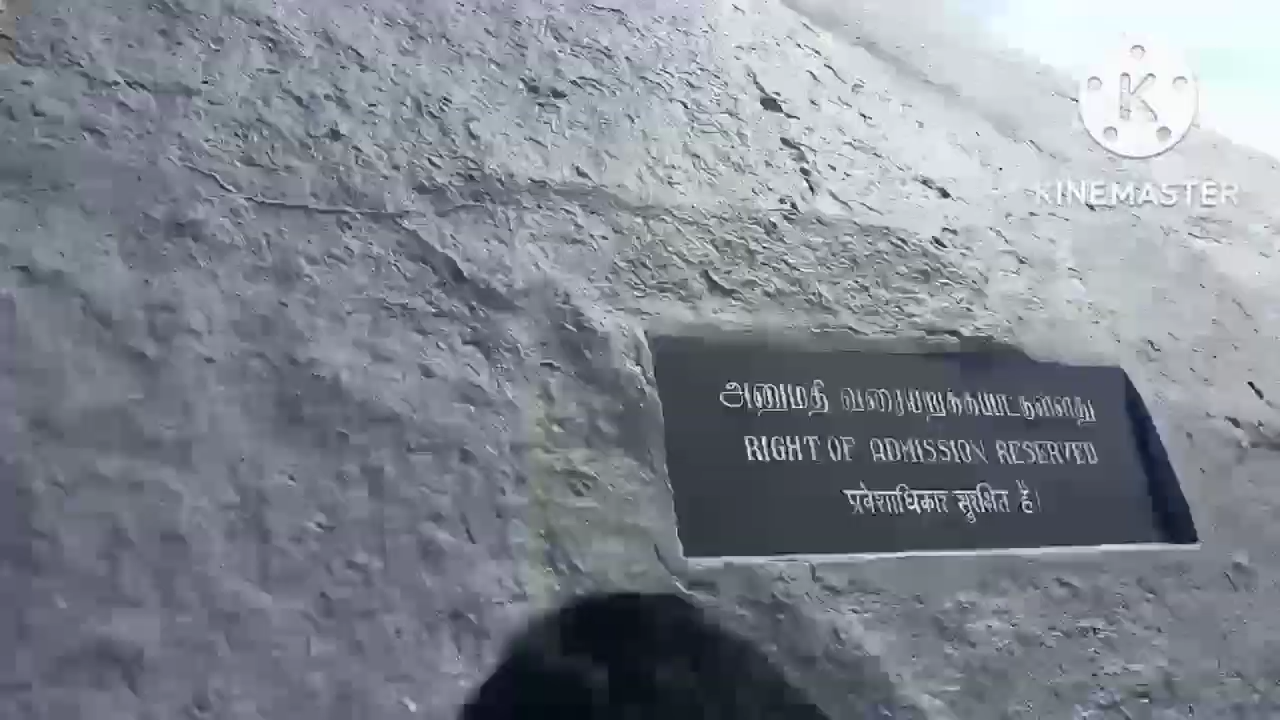 KINEMASTER
அனுமதி வரையறுக்கப்பட்டுள்ளது
RIGHT OF ADMISSION RESERVED
प्रवेशाधिकार सुरक्षित है।